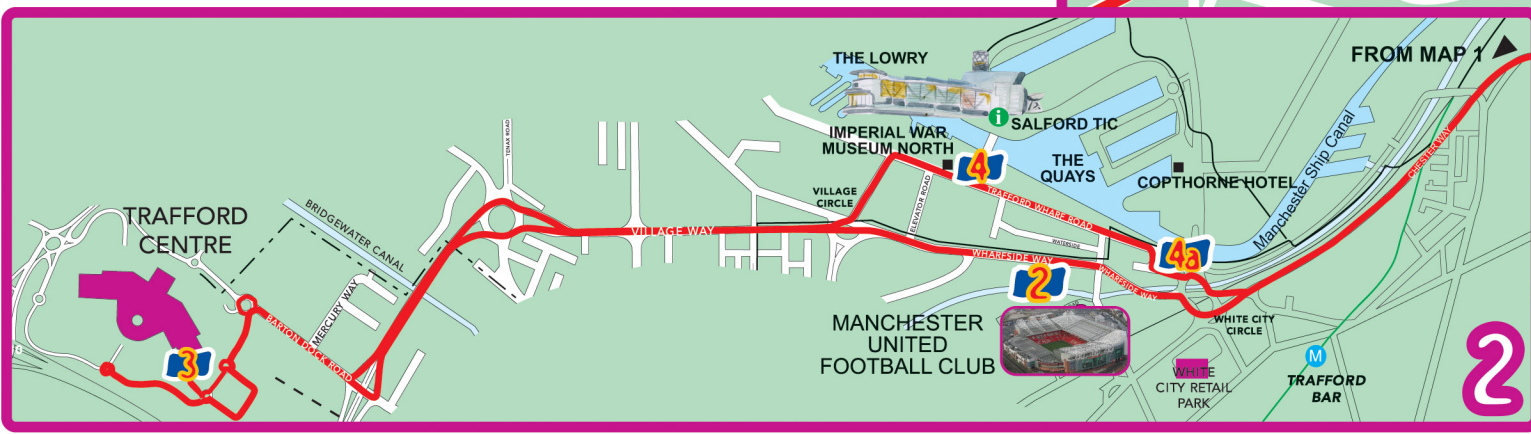 THE LOWRY
FROM MAP 1
i
SALFORD TIC
IMPERIAL WAR
MUSEUM NORTH
4
THE
QUAYS
COPTHORNE HOTEL
Manchester Ship Canal
CHESTER WAY
TENAX ROAD
VILLAGE
CIRCLE
ELEVATOR ROAD
TRAFFORD WHARF ROAD
WATERSIDE
TRAFFORD
CENTRE
BRIDGEWATER CANAL
VILLAGE WAY
WHARFSIDE WAY
4a
2
WHARFSIDE WAY
MERCURY WAY
BARTON DOCK ROAD
3
MANCHESTER
UNITED
FOOTBALL CLUB
WHITE CITY
CIRCLE
WHITE
CITY RETAIL
PARK
M
TRAFFORD
BAR
2